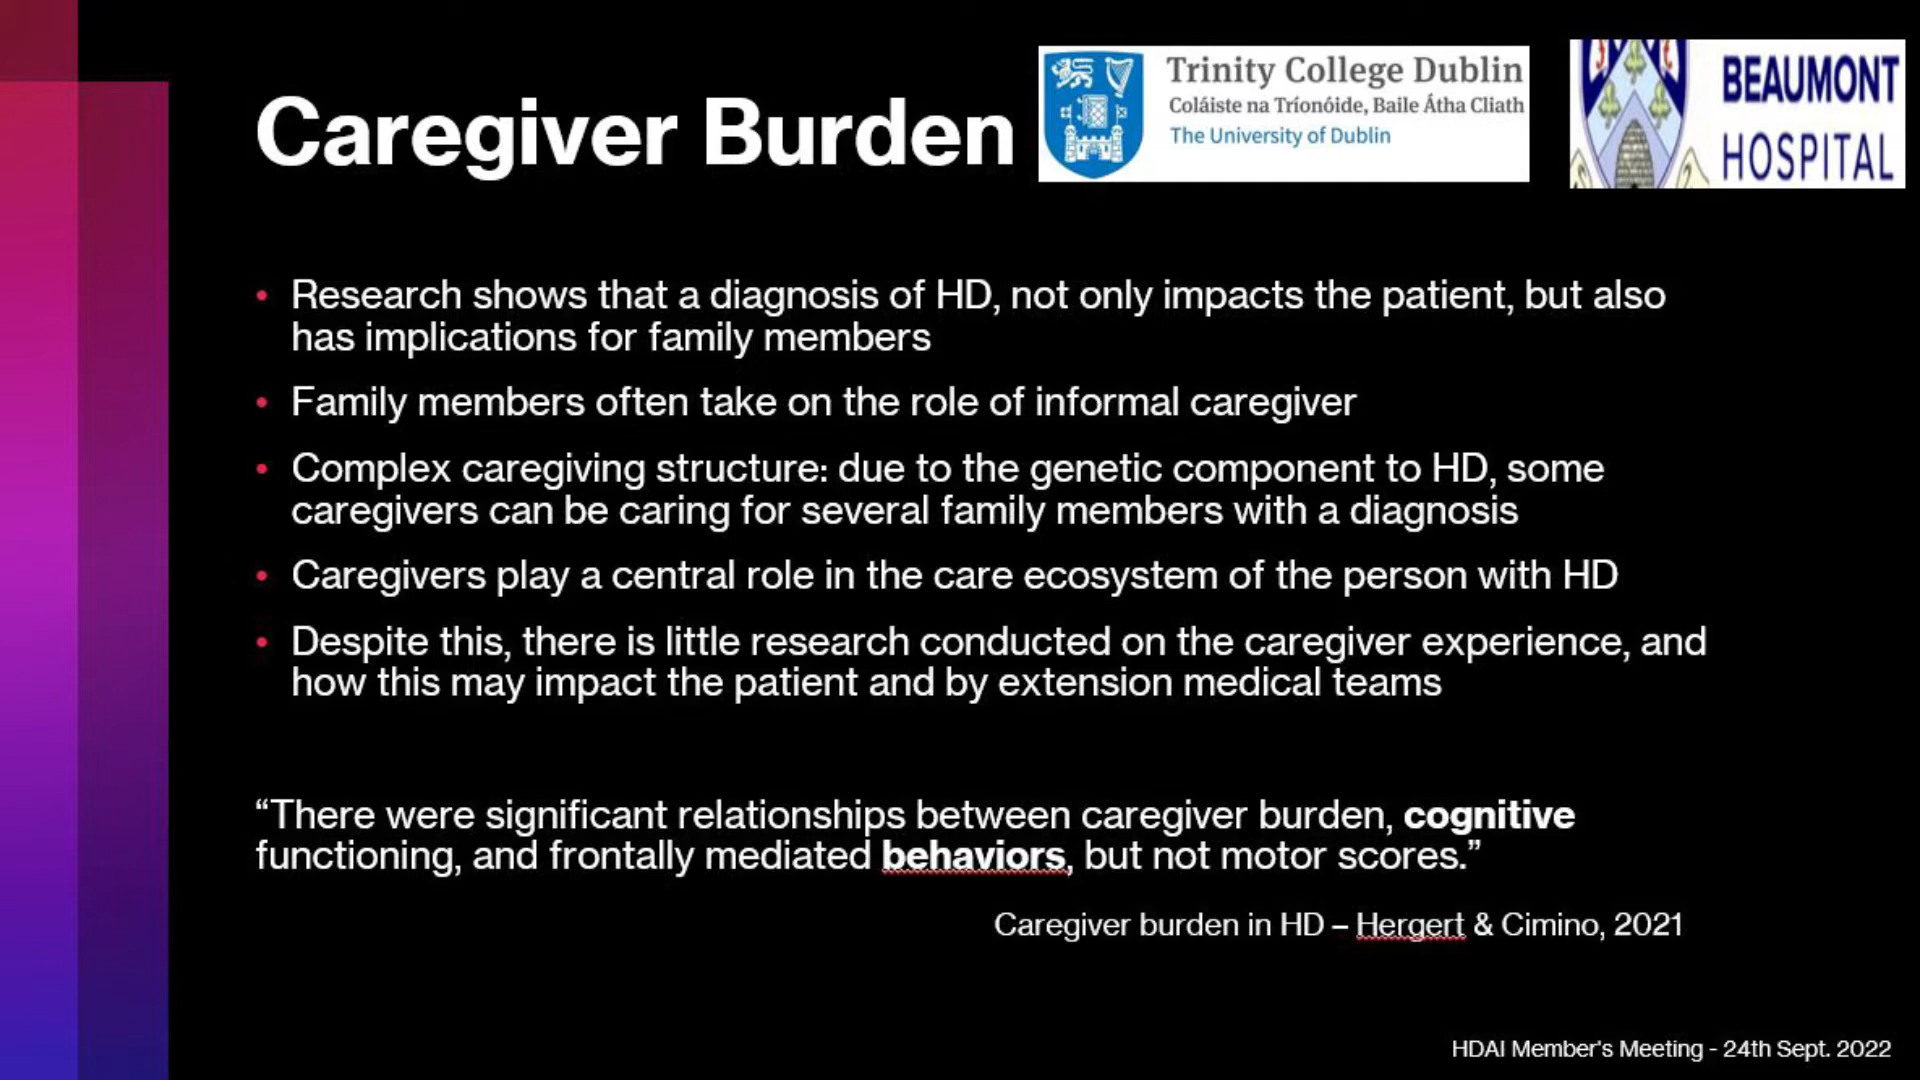 Caregiver Burden
Trinity College Dublin
Coláiste na Tríonóide, Baile Átha Cliath
The University of Dublin
BEAUMONT
HOSPITAL
• Research shows that a diagnosis of HD, not only impacts the patient, but also
has implications for family members
• Family members often take on the role of informal caregiver
• Complex caregiving structure: due to the genetic component to HD, some
caregivers can be caring for several family members with a diagnosis
• Caregivers play a central role in the care ecosystem of the person with HD
• Despite this, there is little research conducted on the caregiver experience, and
how this may impact the patient and by extension medical teams
“There were significant relationships between caregiver burden, cognitive
functioning, and frontally mediated behaviors, but not motor scores.”
Caregiver burden in HD – Hergert & Cimino, 2021
HDAI Member's Meeting - 24th Sept. 2022